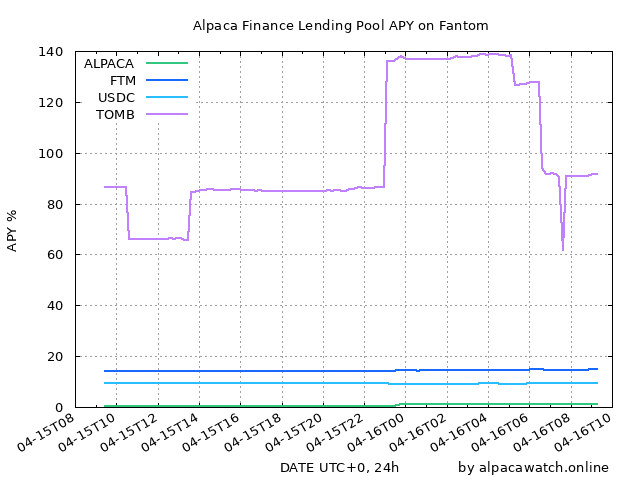 Alpaca Finance Lending Pool APY on Fantom
140
120
100
80
60
40
20
0
APY %
ALPACA
FTM
USDC
TOMB
04-15T08
04-15T10
04-15T12
04-15T14
04-15T16
04-15T18
04-15T20
04-15T22
04-16T00
04-16T02
04-16T04
04-16T06
04-16T08
04-16T10
DATE UTC+0, 24h
by alpacawatch.online